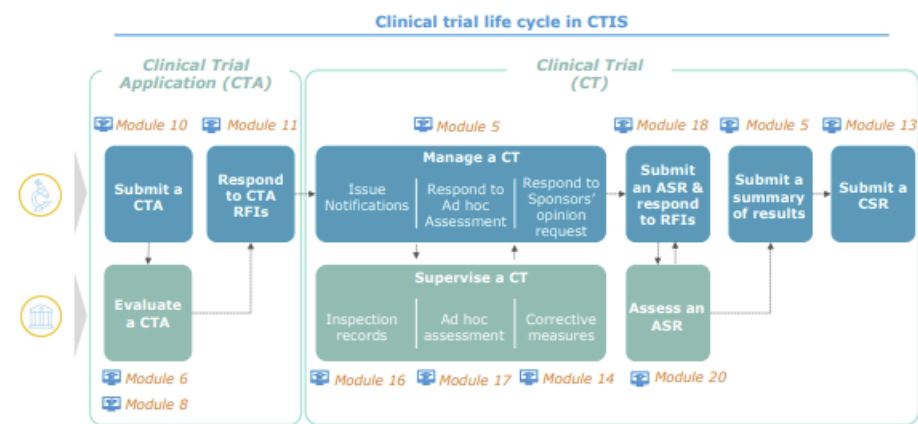 Clinical trial life cycle in CTIS
Clinical Trial
Application (CTA)
Clinical Trial
(CT)
Module 10
Module 11
Module 5
Module 18
Module 5
Module 13
Submit a
CTA
Respond
to CTA
RFIs
Manage a CT
Issue
Notifications
Respond to
Ad hoc
Assessment
Respond to
Sponsors'
opinion
request
Submit
an ASR &
respond
to RFIs
Submit a
summary
of results
Submit a
CSR
Evaluate
a CTA
Supervise a CT
Inspection
records
Ad hoc
assessment
Corrective
measures
Assess an
ASR
Module 6
Module 8
Module 16
Module 17
Module 14
Module 20